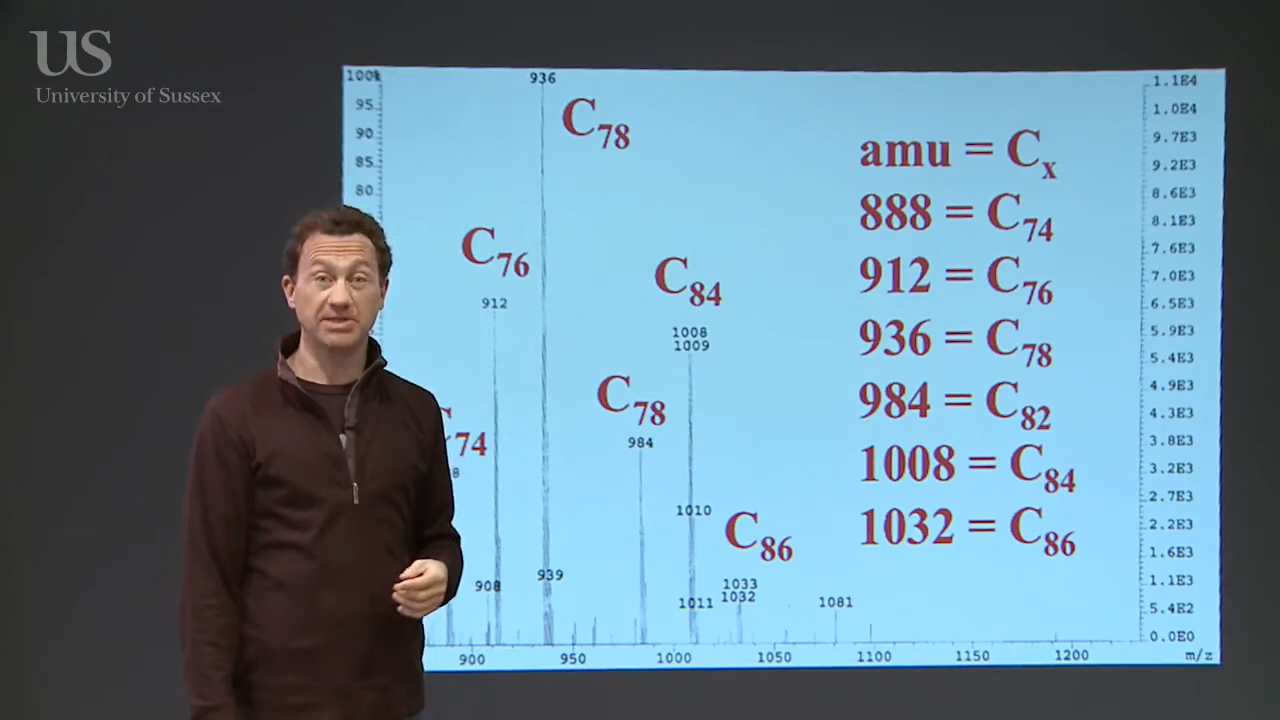 US
University of Sussex
100%
95
90
85
80
936
C78
C76
912
C84
1008
1009
C78
984
74
8
1010
C86
908
939
1011
1033
1032
1081
900
950
1000
1050
1100
1150
1200
m/z
amu = Cx
888 = C74
912 = C76
936 = C78
984 = C82
1008 = C84
1032 = C86
1.1E4
1.0E4
9.7E3
9.2E3
8.6E3
8.1E3
7.6E3
7.0E3
6.5E3
5.9E3
5.4E3
4.9E3
4.3E3
3.8E3
3.2E3
2.7E3
2.2E3
1.6E3
1.1E3
5.4E2
0.0E0